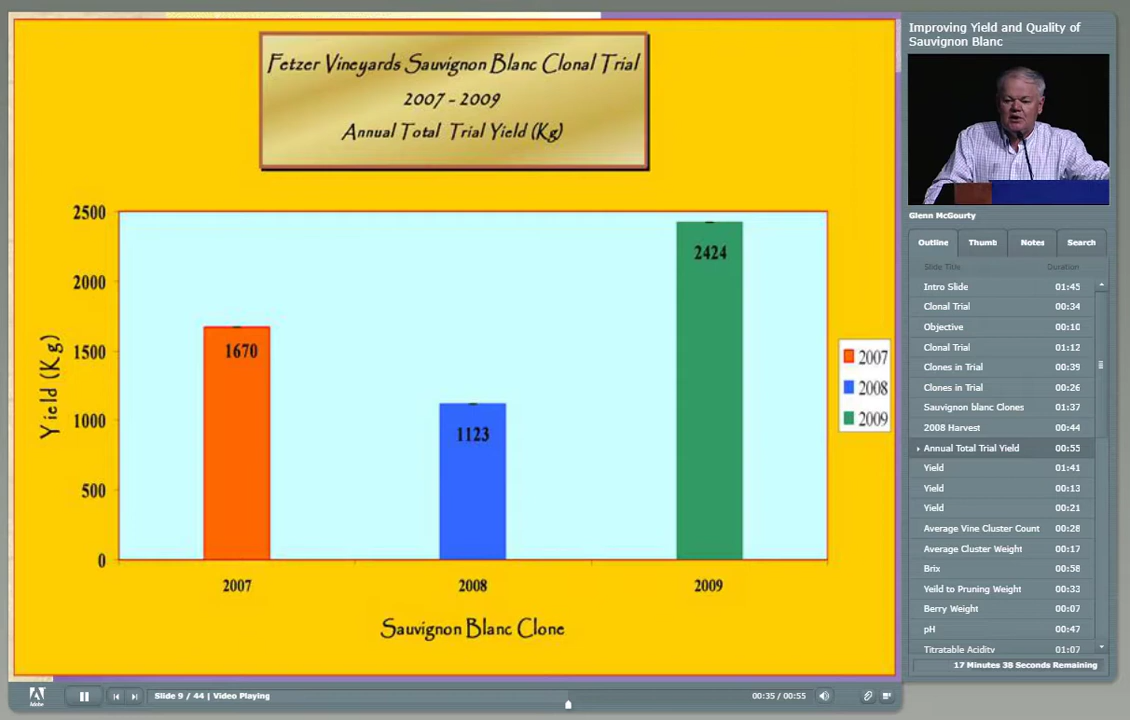 Fetzer Vineyards Sauvignon Blanc Clonal Trial
2007 - 2009
Annual Total Trial Yield (Kg)
2500
2000
1500
1000
500
0
Yield (Kg)
1670
1123
2424
2007
2008
2009
2007
2008
2009
Sauvignon Blanc Clone
Improving Yield and Quality of
Sauvignon Blanc
Glenn McGourty
Outline Thumb Notes Search
Slide Title Duration
Intro Slide 01:45
Clonal Trial 00:34
Objective 00:10
Clonal Trial 01:12
Clones in Trial 00:39
Clones in Trial 00:26
Sauvignon blanc Clones 01:37
2008 Harvest 00:44
Annual Total Trial Yield 00:55
Yield 01:41
Yield 00:13
Yield 00:21
Average Vine Cluster Count 00:28
Average Cluster Weight 00:17
Brix 00:58
Yeild to Pruning Weight 00:33
Berry Weight 00:07
pH 00:47
Titratable Acidity 01:07
17 Minutes 38 Seconds Remaining
Adobe
Slide 9 / 44 | Video Playing
00:35 / 00:55